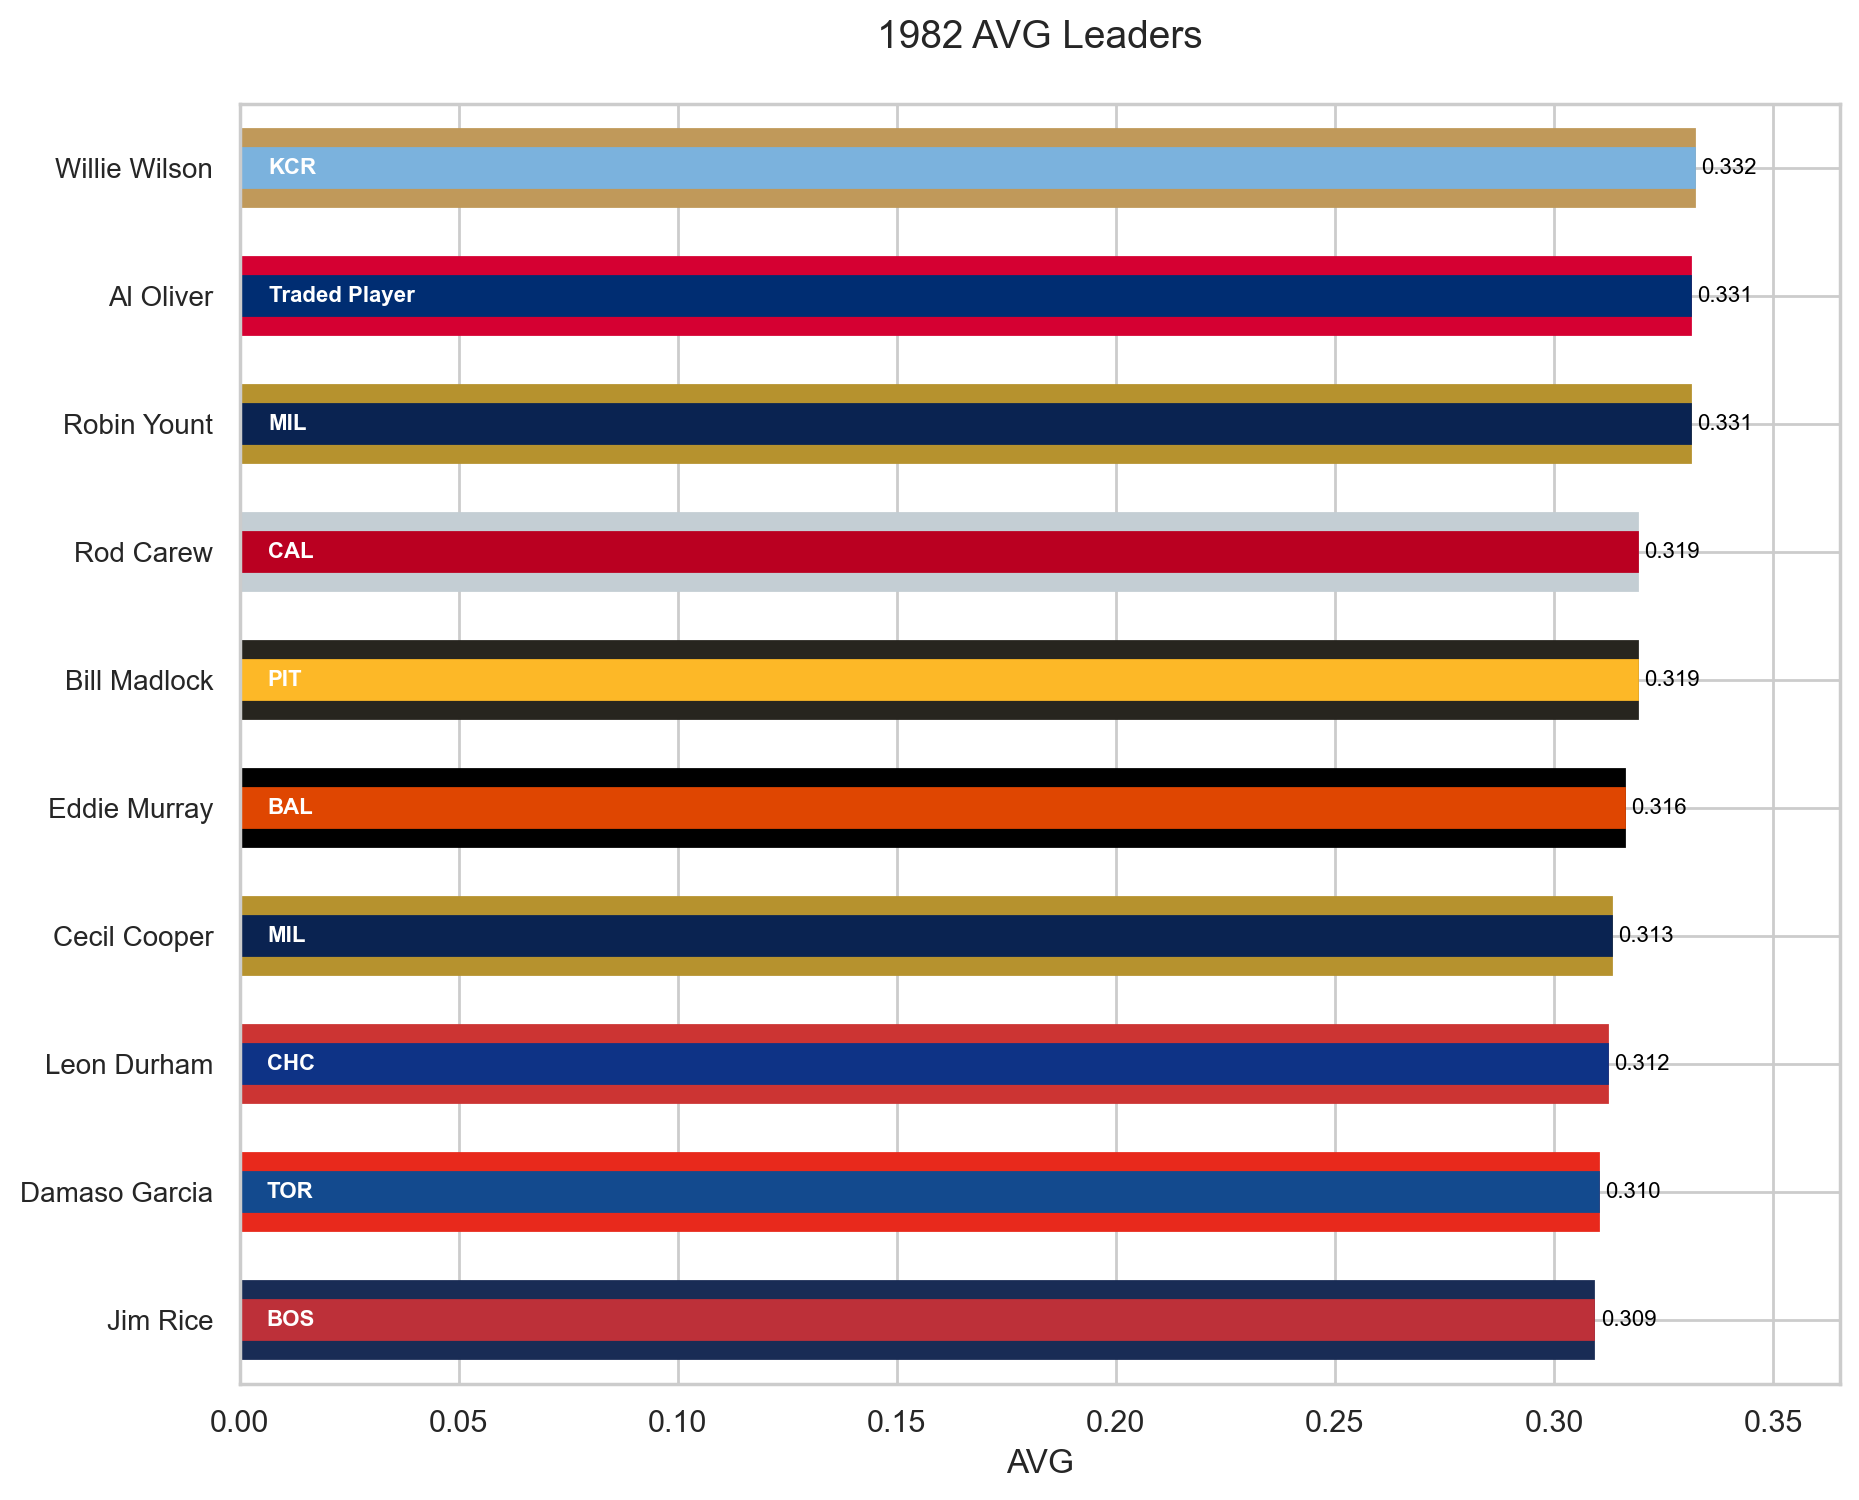 1982 AVG Leaders
Willie Wilson KCR 0.332
Al Oliver Traded Player 0.331
Robin Yount MIL 0.331
Rod Carew CAL 0.319
Bill Madlock PIT 0.319
Eddie Murray BAL 0.316
Cecil Cooper MIL 0.313
Leon Durham CHC 0.312
Damaso Garcia TOR 0.310
Jim Rice BOS 0.309
0.00 0.05 0.10 0.15 0.20 0.25 0.30 0.35
AVG